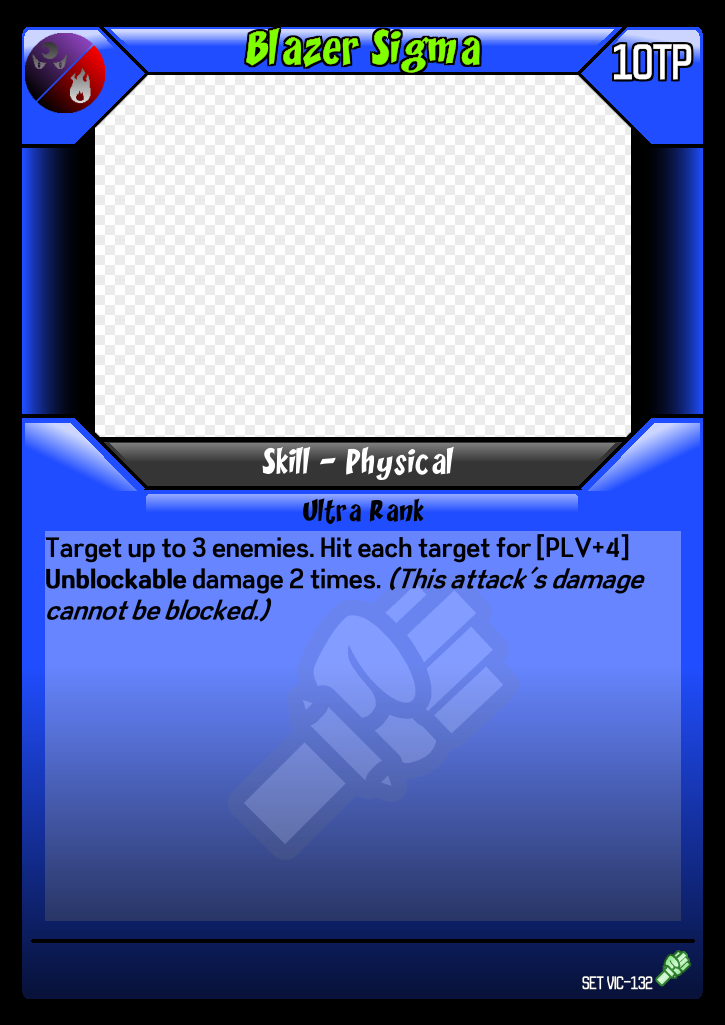 Blazer Sigma
10TP
Skill - Physical
Ultra Rank
Target up to 3 enemies. Hit each target for [PLV+4]
Unblockable damage 2 times. (This attack's damage
cannot be blocked.)
SET VIC-132